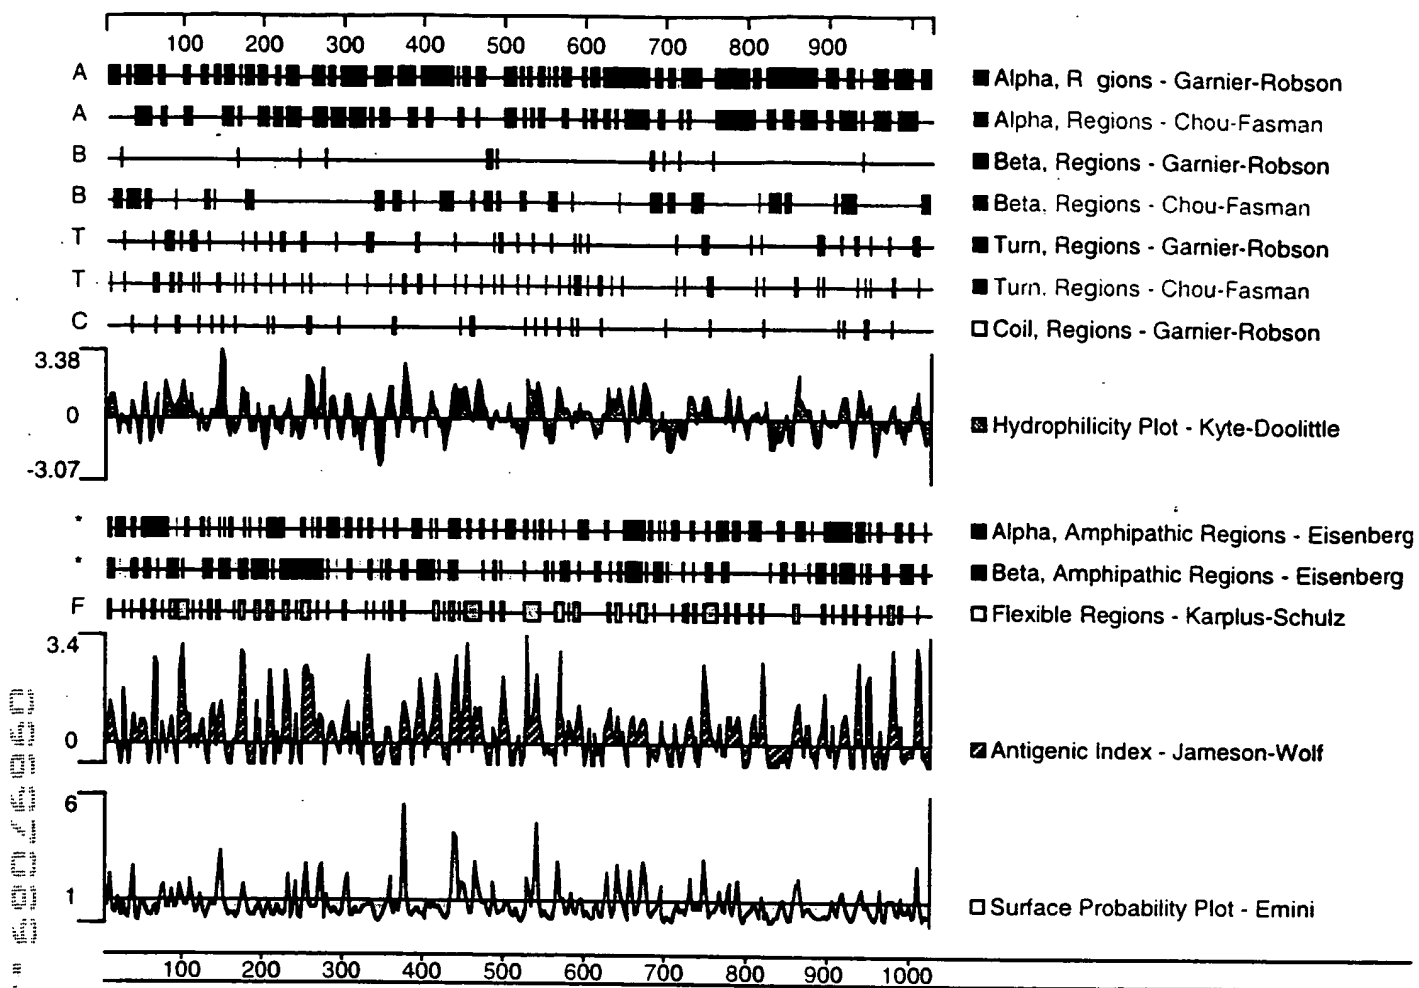 100 200 300 400 500 600 700 800 900
A Alpha, R gions - Garnier-Robson
A Alpha, Regions - Chou-Fasman
B Beta, Regions - Garnier-Robson
B Beta, Regions - Chou-Fasman
T Turn, Regions - Garnier-Robson
T Turn. Regions - Chou-Fasman
C Coil, Regions - Garnier-Robson
3.38
0
-3.07
Hydrophilicity Plot - Kyte-Doolittle
* Alpha, Amphipathic Regions - Eisenberg
* Beta, Amphipathic Regions - Eisenberg
F Flexible Regions - Karplus-Schulz
3.4
0
Antigenic Index - Jameson-Wolf
6
1
Surface Probability Plot - Emini
100 200 300 400 500 600 700 800 900 1000